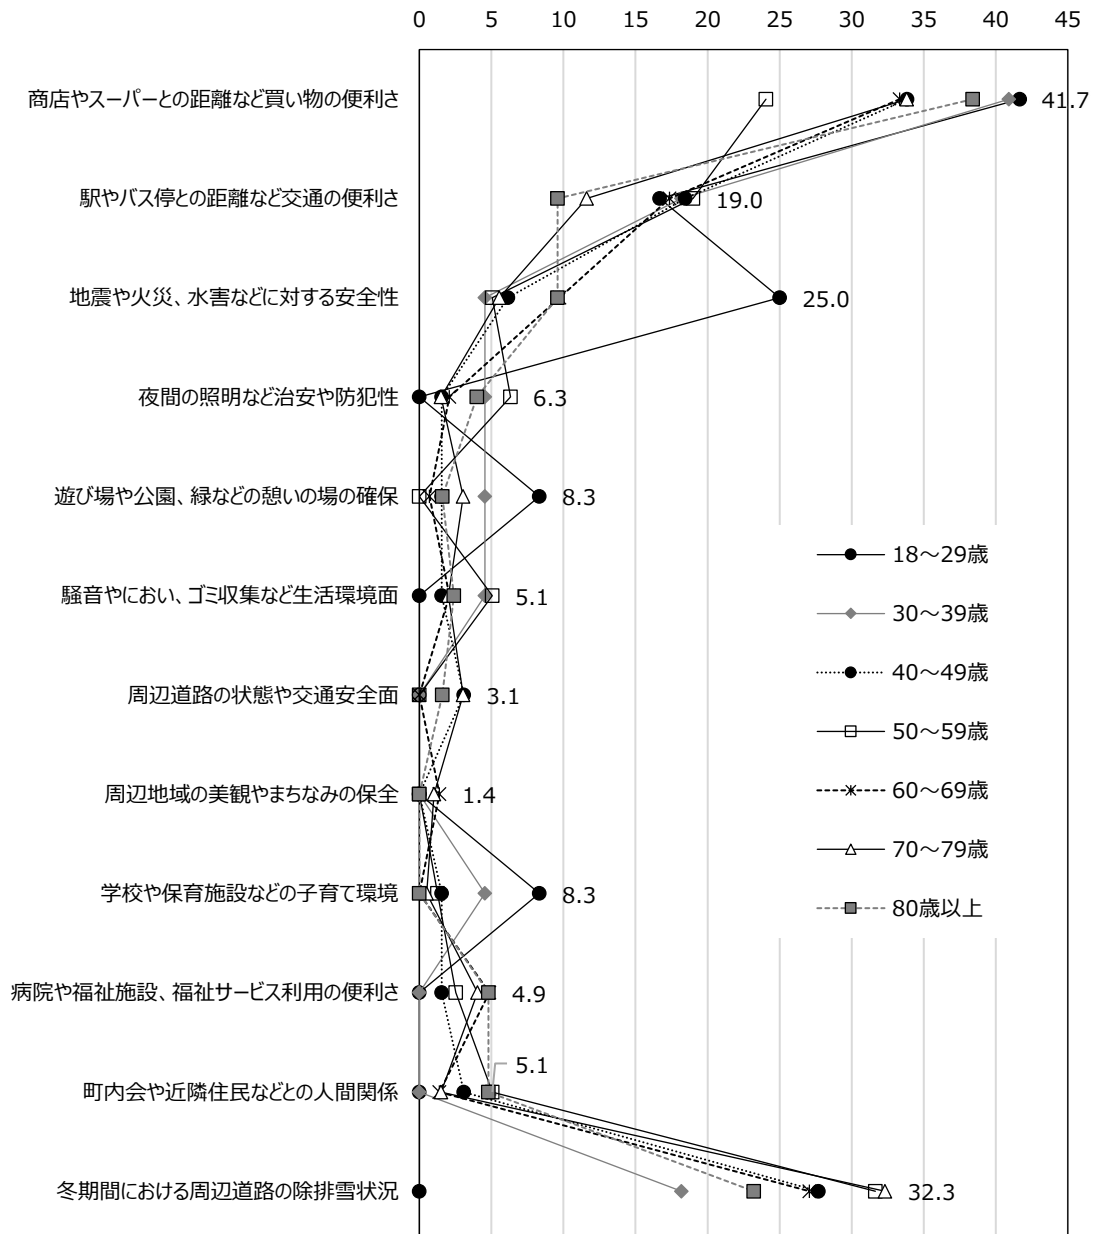 0 5 10 15 20 25 30 35 40 45
商店やスーパーとの距離など買い物の便利さ 41.7
駅やバス停との距離など交通の便利さ 19.0
地震や火災、水害などに対する安全性 25.0
夜間の照明など治安や防犯性 6.3
遊び場や公園、緑などの憩いの場の確保 8.3
騒音やにおい、ゴミ収集など生活環境面 5.1
周辺道路の状態や交通安全面 3.1
周辺地域の美観やまちなみの保全 1.4
学校や保育施設などの子育て環境 8.3
病院や福祉施設、福祉サービス利用の便利さ 4.9
町内会や近隣住民などとの人間関係 5.1
冬期間における周辺道路の除排雪状況 32.3
18～29歳
30～39歳
40～49歳
50～59歳
60～69歳
70～79歳
80歳以上